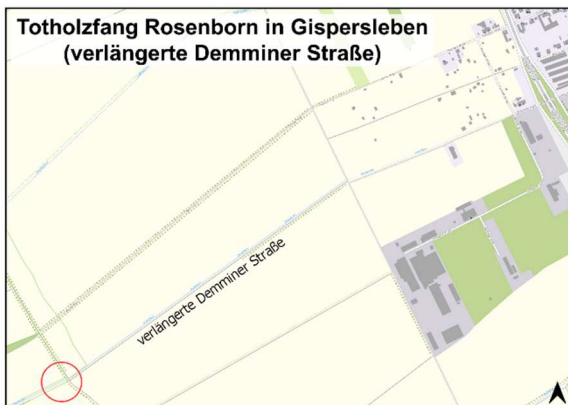 Totholzfang Rosenborn in Gispersleben
(verlängerte Demminer Straße)
verlängerte Demminer Straße